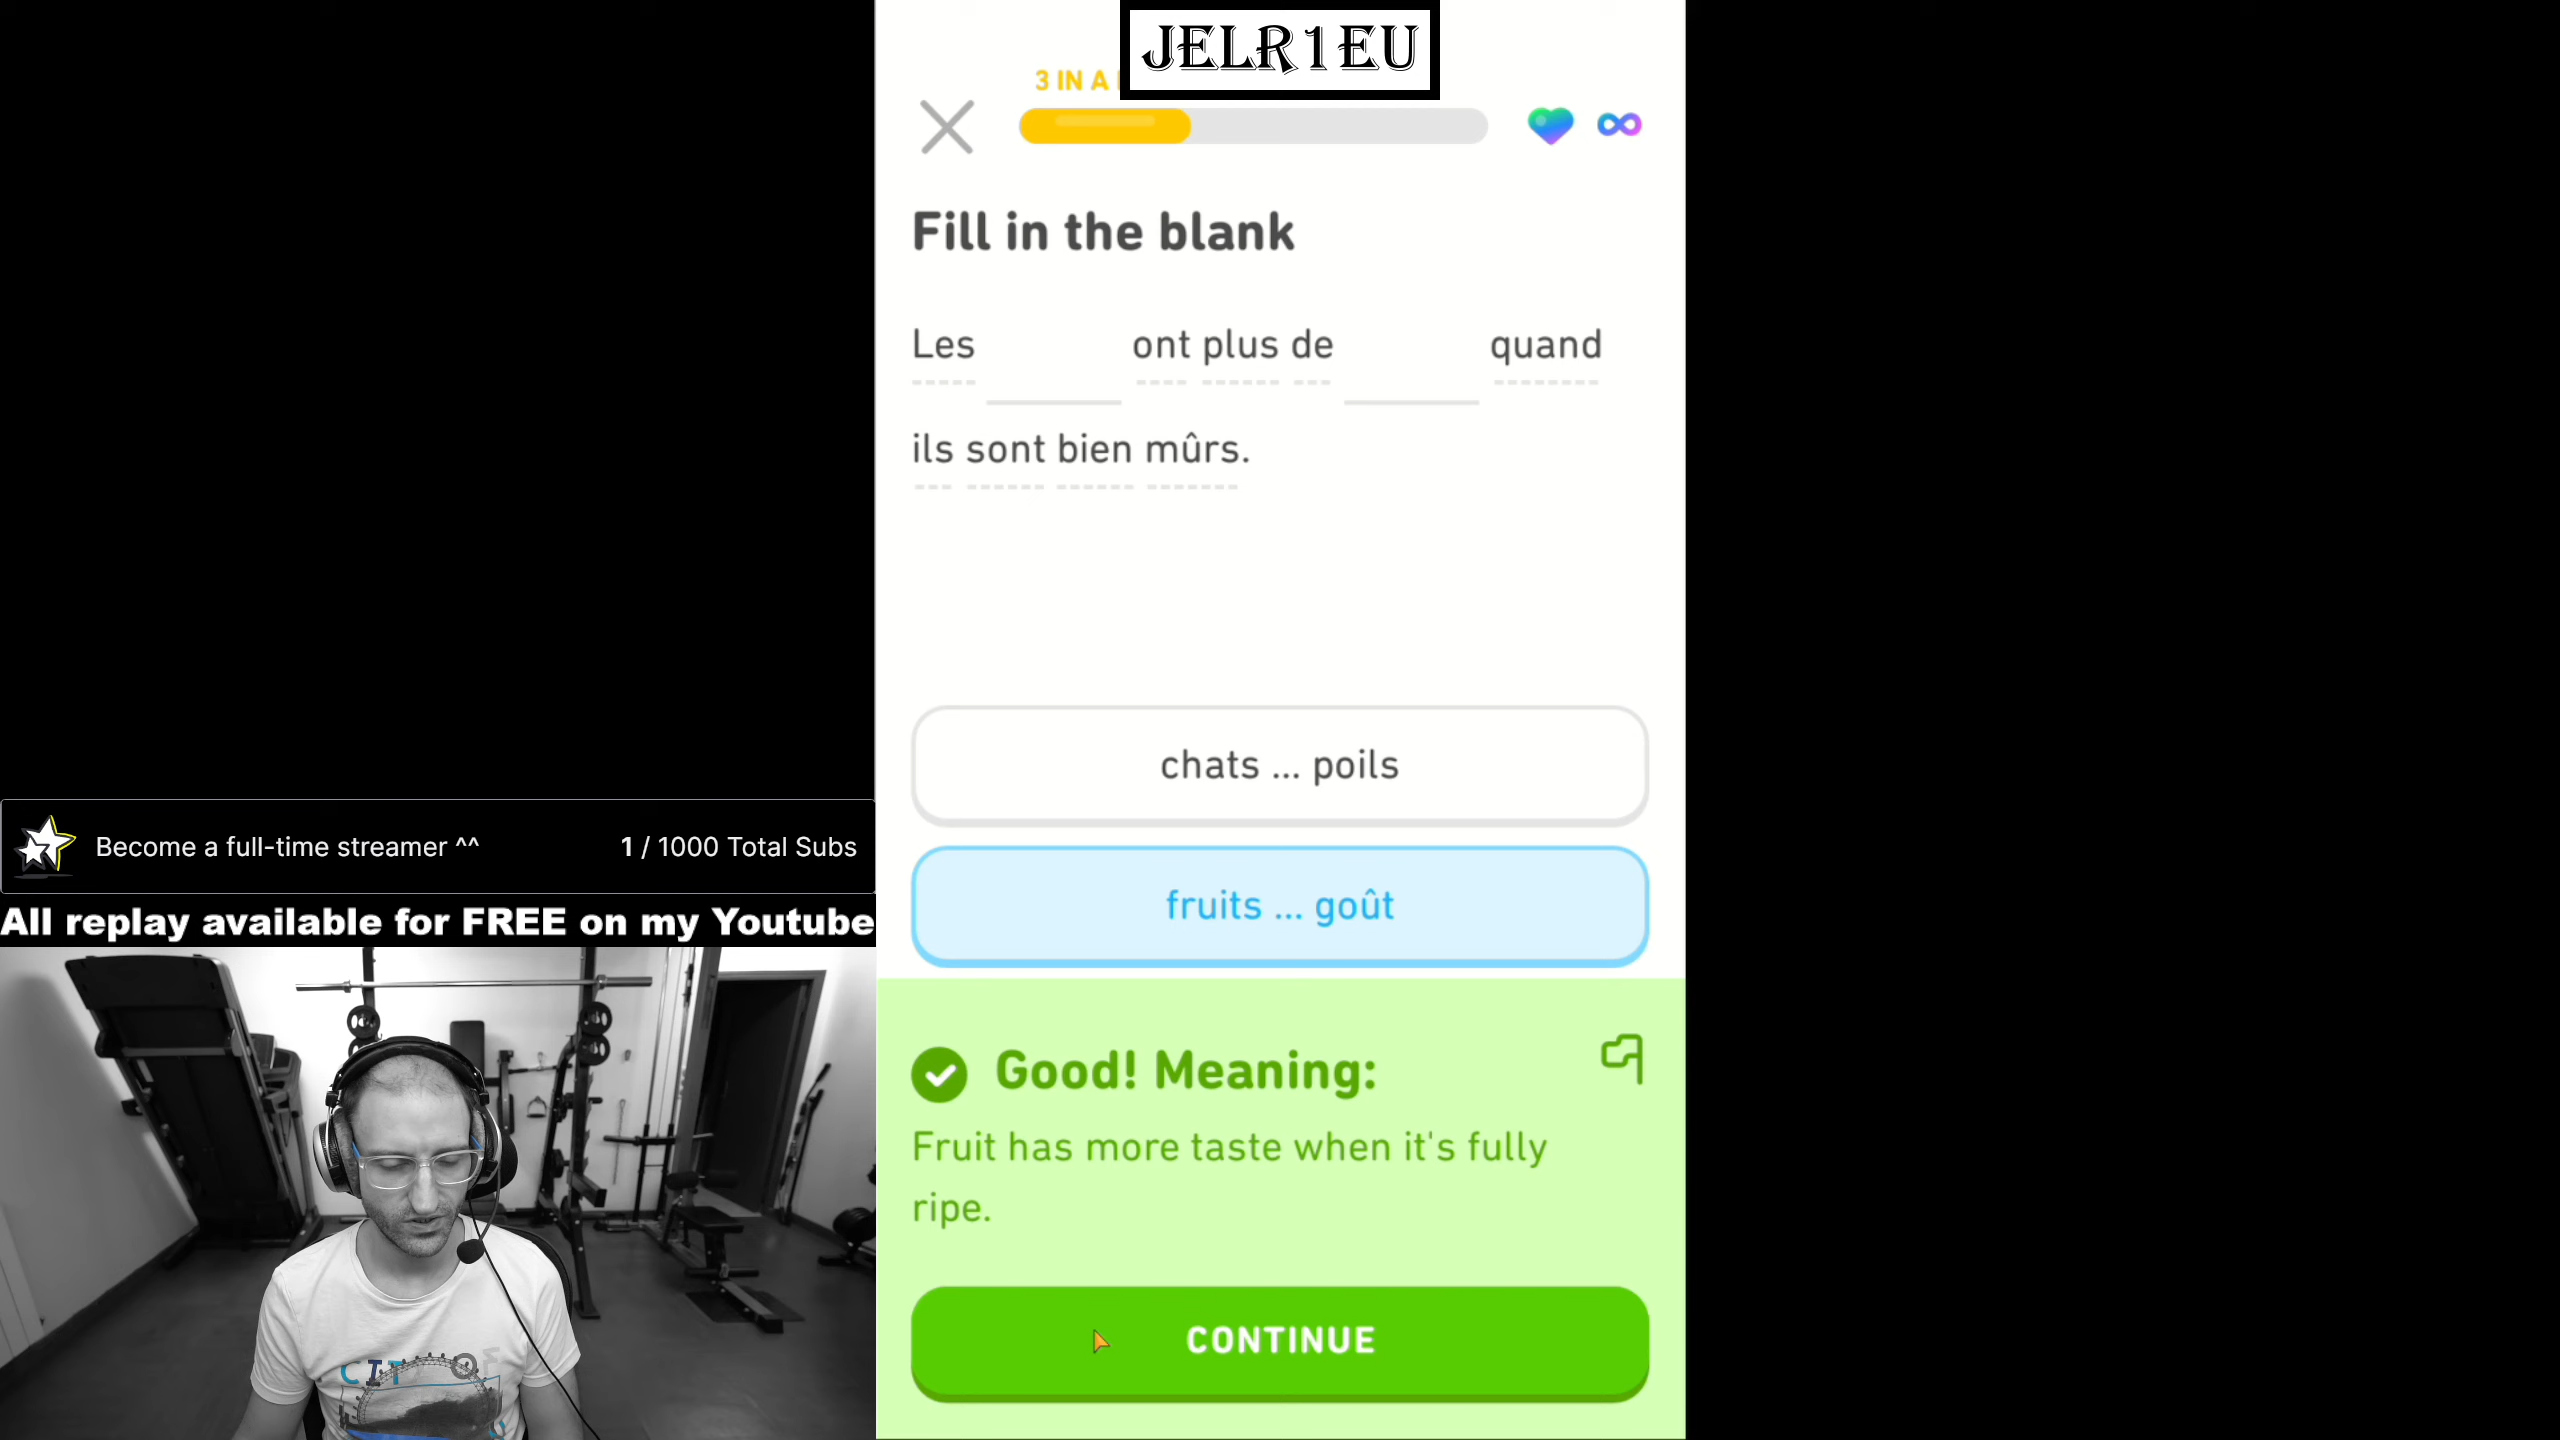 JELR1EU
3 IN A
Fill in the blank
Les ont plus de quand
ils sont bien mûrs.
chats ... poils
fruits ... goût
Good! Meaning:
Fruit has more taste when it's fully
ripe.
CONTINUE
Become a full-time streamer ^^ 1 / 1000 Total Subs
All replay available for FREE on my Youtube
CIT OF